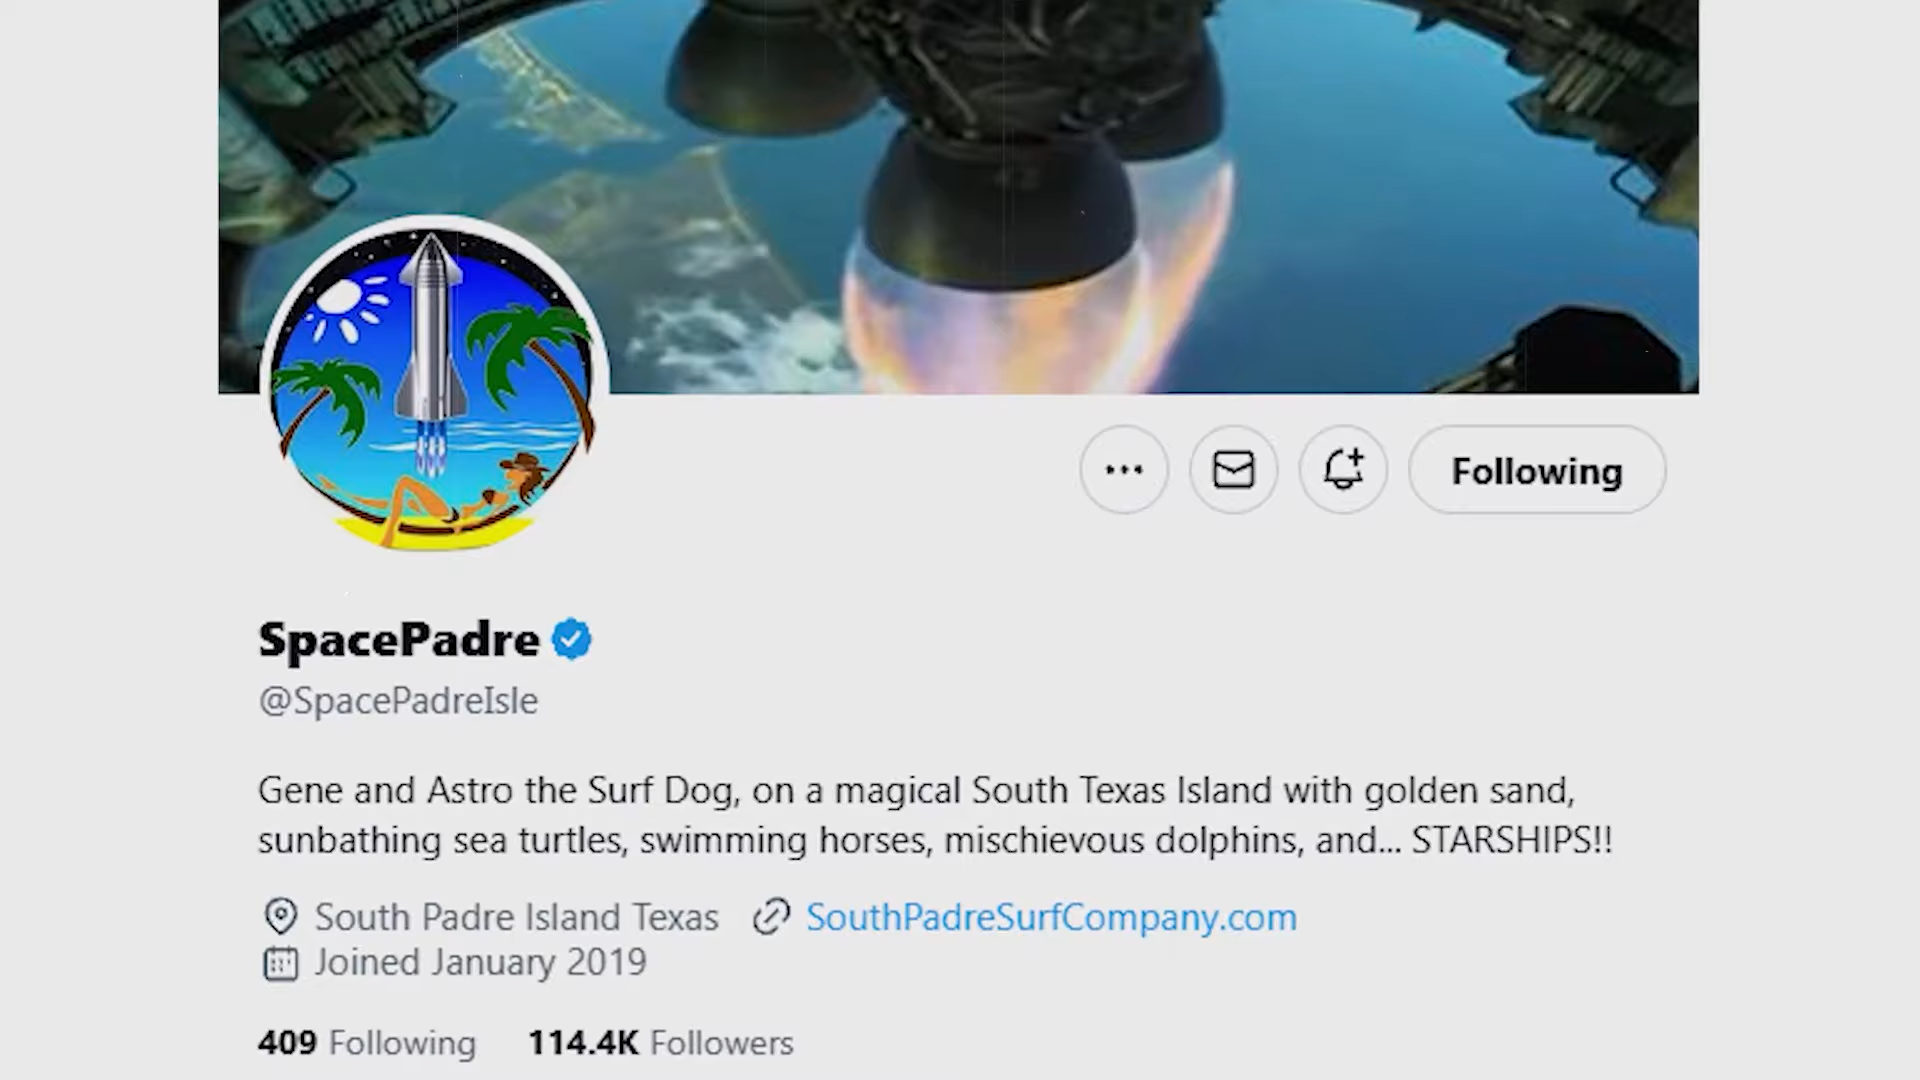 Following
SpacePadre
@SpacePadreIsle
Gene and Astro the Surf Dog, on a magical South Texas Island with golden sand,
sunbathing sea turtles, swimming horses, mischievous dolphins, and... STARSHIPS!!
South Padre Island Texas SouthPadreSurfCompany.com
Joined January 2019
409 Following 114.4K Followers